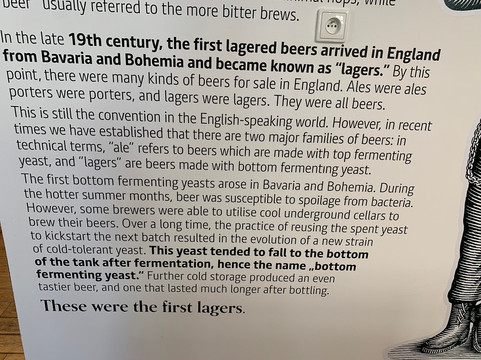 beer" usually referred to the more bitter brews.
In the late 19th century, the first lagered beers arrived in England
from Bavaria and Bohemia and became known as "lagers." By this
point, there were many kinds of beers for sale in England. Ales were ales
porters were porters, and lagers were lagers. They were all beers.
This is still the convention in the English-speaking world. However, in recent
times we have established that there are two major families of beers: in
technical terms, "ale" refers to beers which are made with top fermenting
yeast, and "lagers" are beers made with bottom fermenting yeast.
The first bottom fermenting yeasts arose in Bavaria and Bohemia. During
the hotter summer months, beer was susceptible to spoilage from bacteria.
However, some brewers were able to utilise cool underground cellars to
brew their beers. Over a long time, the practice of reusing the spent yeast
to kickstart the next batch resulted in the evolution of a new strain
of cold-tolerant yeast. This yeast tended to fall to the bottom
of the tank after fermentation, hence the name „bottom
fermenting yeast." Further cold storage produced an even
tastier beer, and one that lasted much longer after bottling.
These were the first lagers.